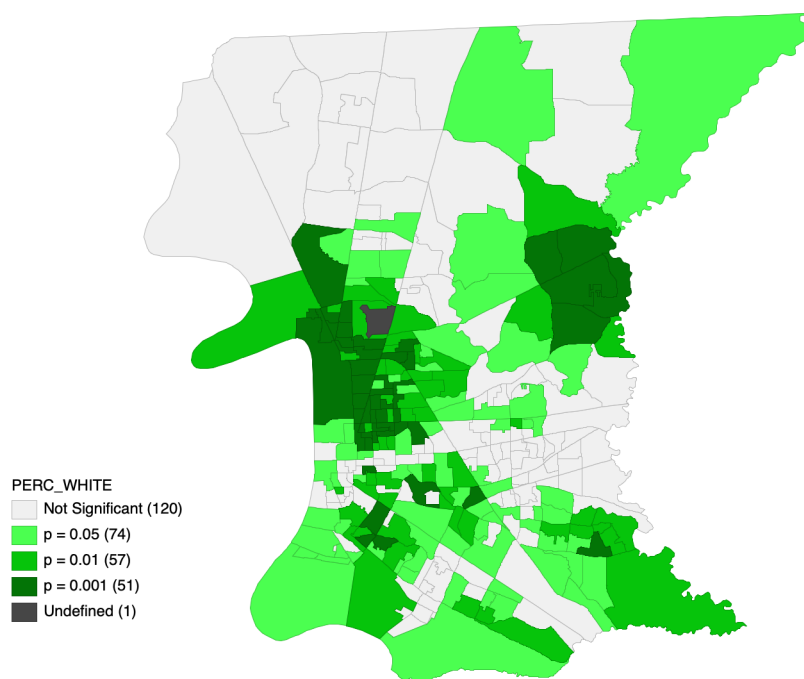 PERC_WHITE
Not Significant (120)
p = 0.05 (74)
p = 0.01 (57)
p = 0.001 (51)
Undefined (1)